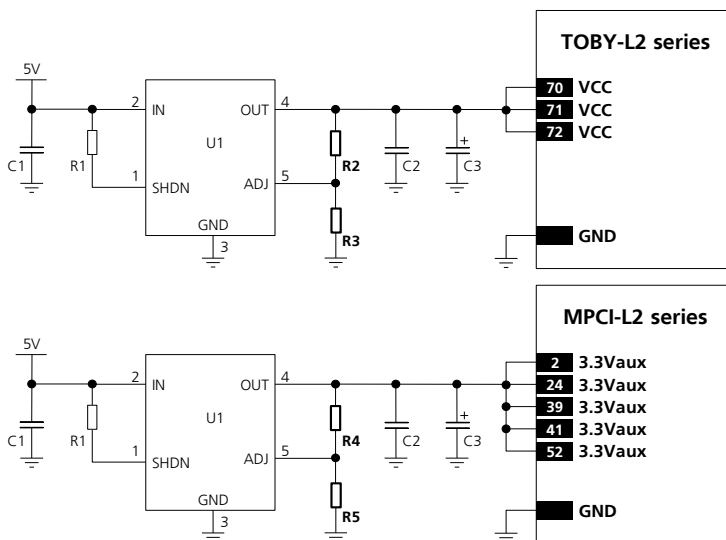 TOBY-L2 series
5V
70 VCC
2 IN
OUT 4
71 VCC
72 VCC
U1
C1
R1
R2
C2
+
C3
1 SHDN
ADJ 5
GND
3
R3
GND
MPCI-L2 series
5V
2 3.3Vaux
2 IN
OUT 4
24 3.3Vaux
39 3.3Vaux
U1
C1
R1
R4
C2
+
C3
41 3.3Vaux
52 3.3Vaux
1 SHDN
ADJ 5
GND
3
R5
GND